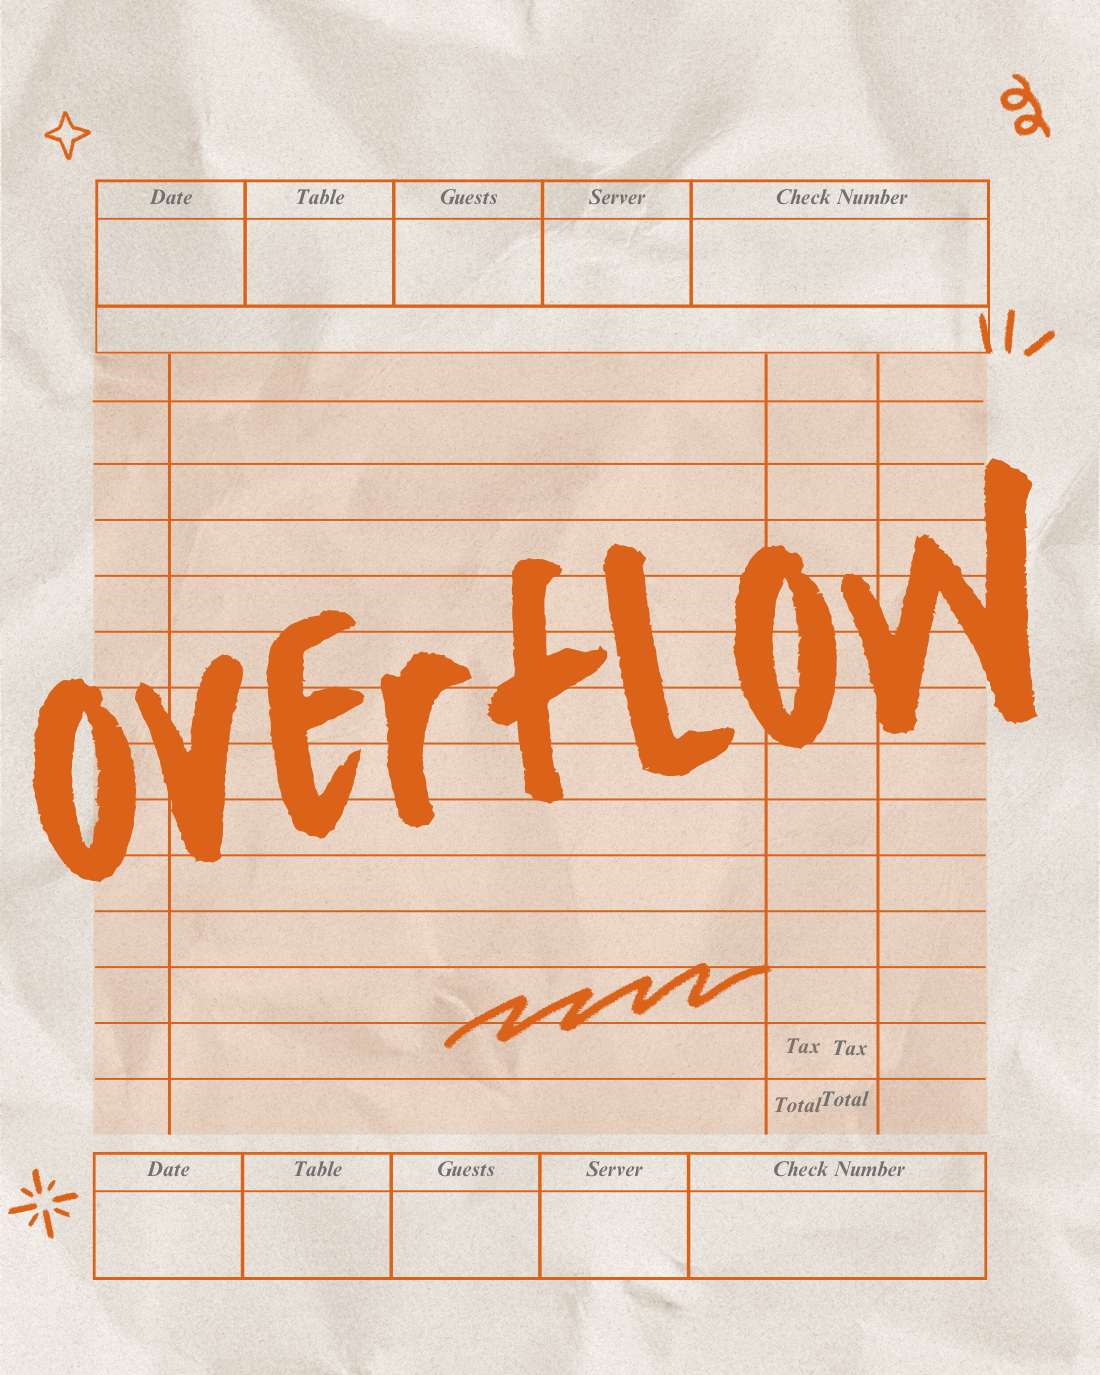 Date Table Guests Server Check Number
OVErfLOW
Tax Tax
Total Total
Date Table Guests Server Check Number